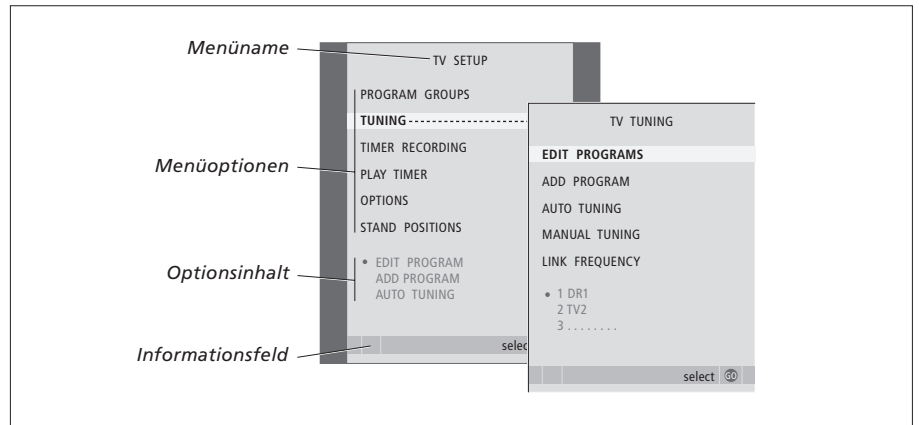 Menüname
TV SETUP
PROGRAM GROUPS
TUNING
TIMER RECORDING
PLAY TIMER
OPTIONS
STAND POSITIONS
• EDIT PROGRAM
ADD PROGRAM
AUTO TUNING
Menüoptionen
Optionsinhalt
Informationsfeld
selec
TV TUNING
EDIT PROGRAMS
ADD PROGRAM
AUTO TUNING
MANUAL TUNING
LINK FREQUENCY
• 1 DR1
2 TV2
3 . . . . . . . .
select GO